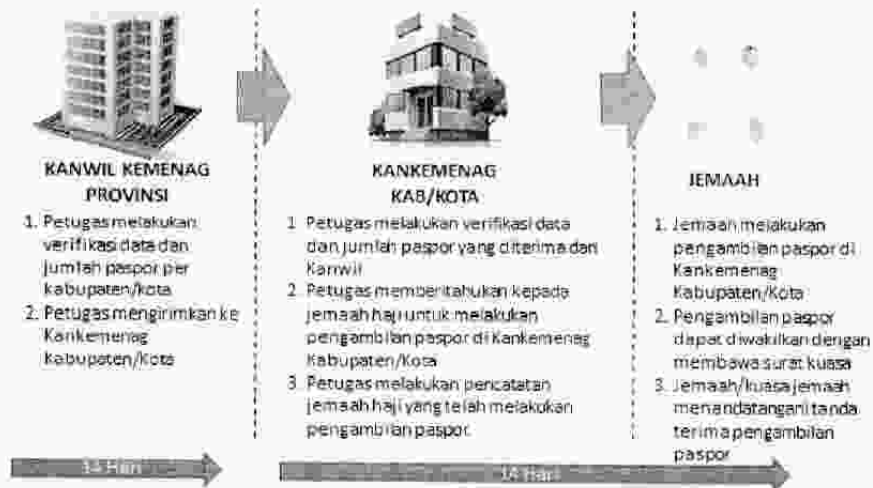 KANWIL KEMENAG
PROVINSI
1. Petugas melakukan
verifikasi data dan
jumlah paspor per
kabupaten/kota
2. Petugas mengirimkan ke
Kankemenag
Kabupaten/Kota
KANKEMENAG
KAB/KOTA
1 Petugas melakukan verifikasi data
dan jumlah paspor yang diterima dari
Kanwil
2. Petugas memberitahukan kepada
jemaah haji untuk melakukan
pengambilan paspor di Kankemenag
Kabupaten/Kota
3. Petugas melakukan pencatatan
jemaah haji yang telah melakukan
pengambilan paspor.
JEMAAH
1. Jemaah melakukan
pengambilan paspor di
Kankemenag
Kabupaten/Kota
2. Pengambilan paspor
dapat diwakilkan dengan
membawa surat kuasa
3. Jemaah/kuasa jemaah
menandatangani tanda
terima pengambilan
paspor
14 Hari
14 Hari